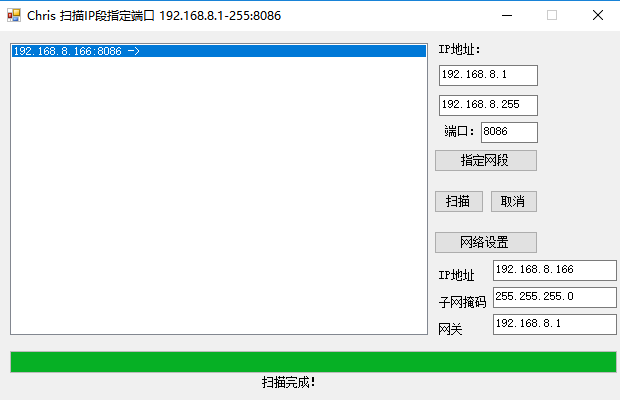 Chris 扫描IP段指定端口 192.168.8.1-255:8086
192.168.8.166:8086 ->
IP地址:
192.168.8.1
192.168.8.255
端口: 8086
指定网段
扫描 取消
网络设置
IP地址 192.168.8.166
子网掩码 255.255.255.0
网关 192.168.8.1
扫描完成!